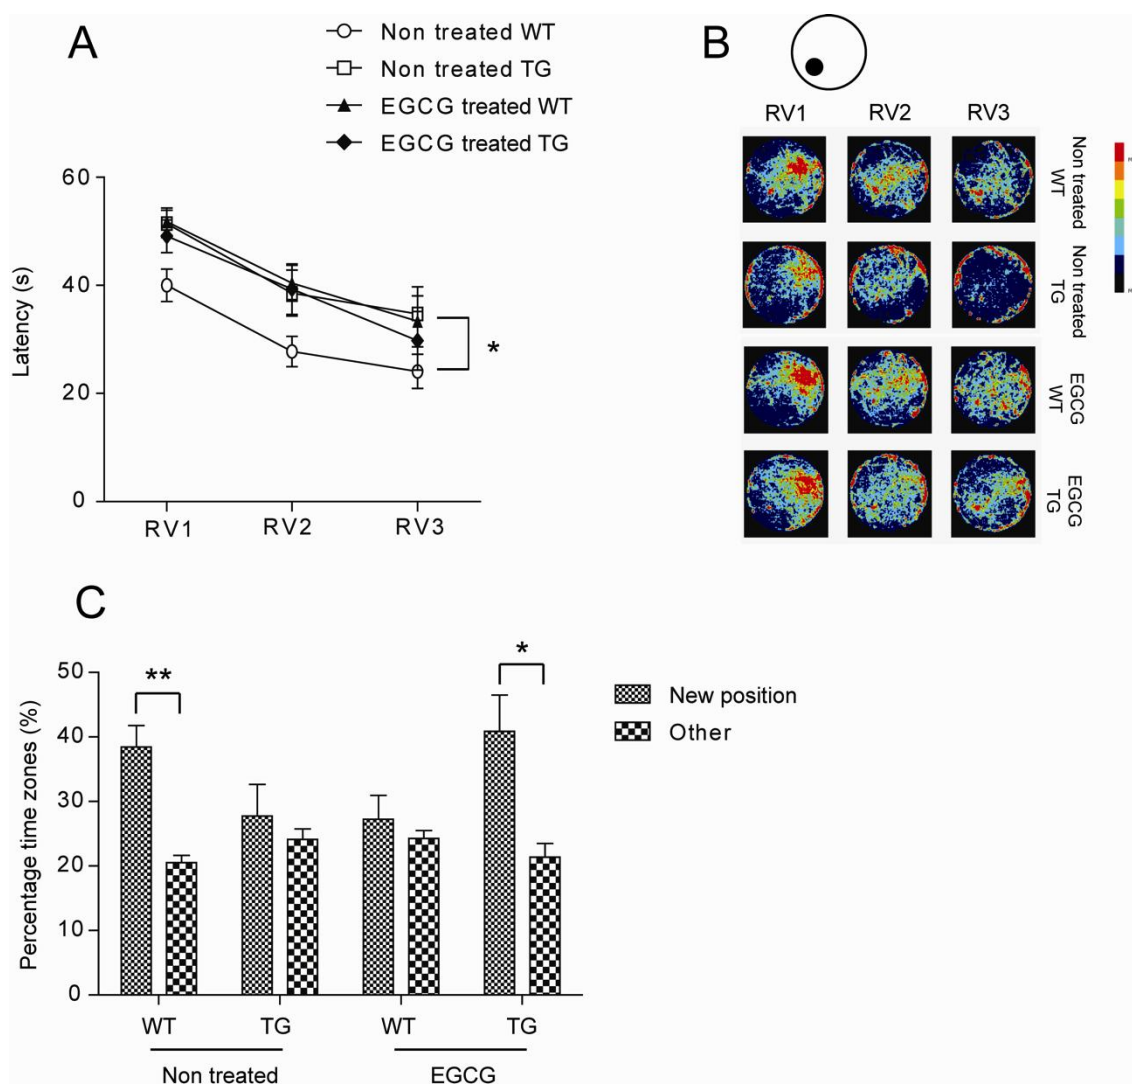 A
Non treated WT
Non treated TG
EGCG treated WT
EGCG treated TG
Latency (s)
60
40
20
0
RV1
RV2
RV3
*
B
RV1
RV2
RV3
Non treated
WT
Non treated
TG
EGCG
WT
EGCG
TG
C
Percentage time zones (%)
50
40
30
20
10
0
**
*
New position
Other
WT
TG
WT
TG
Non treated
EGCG